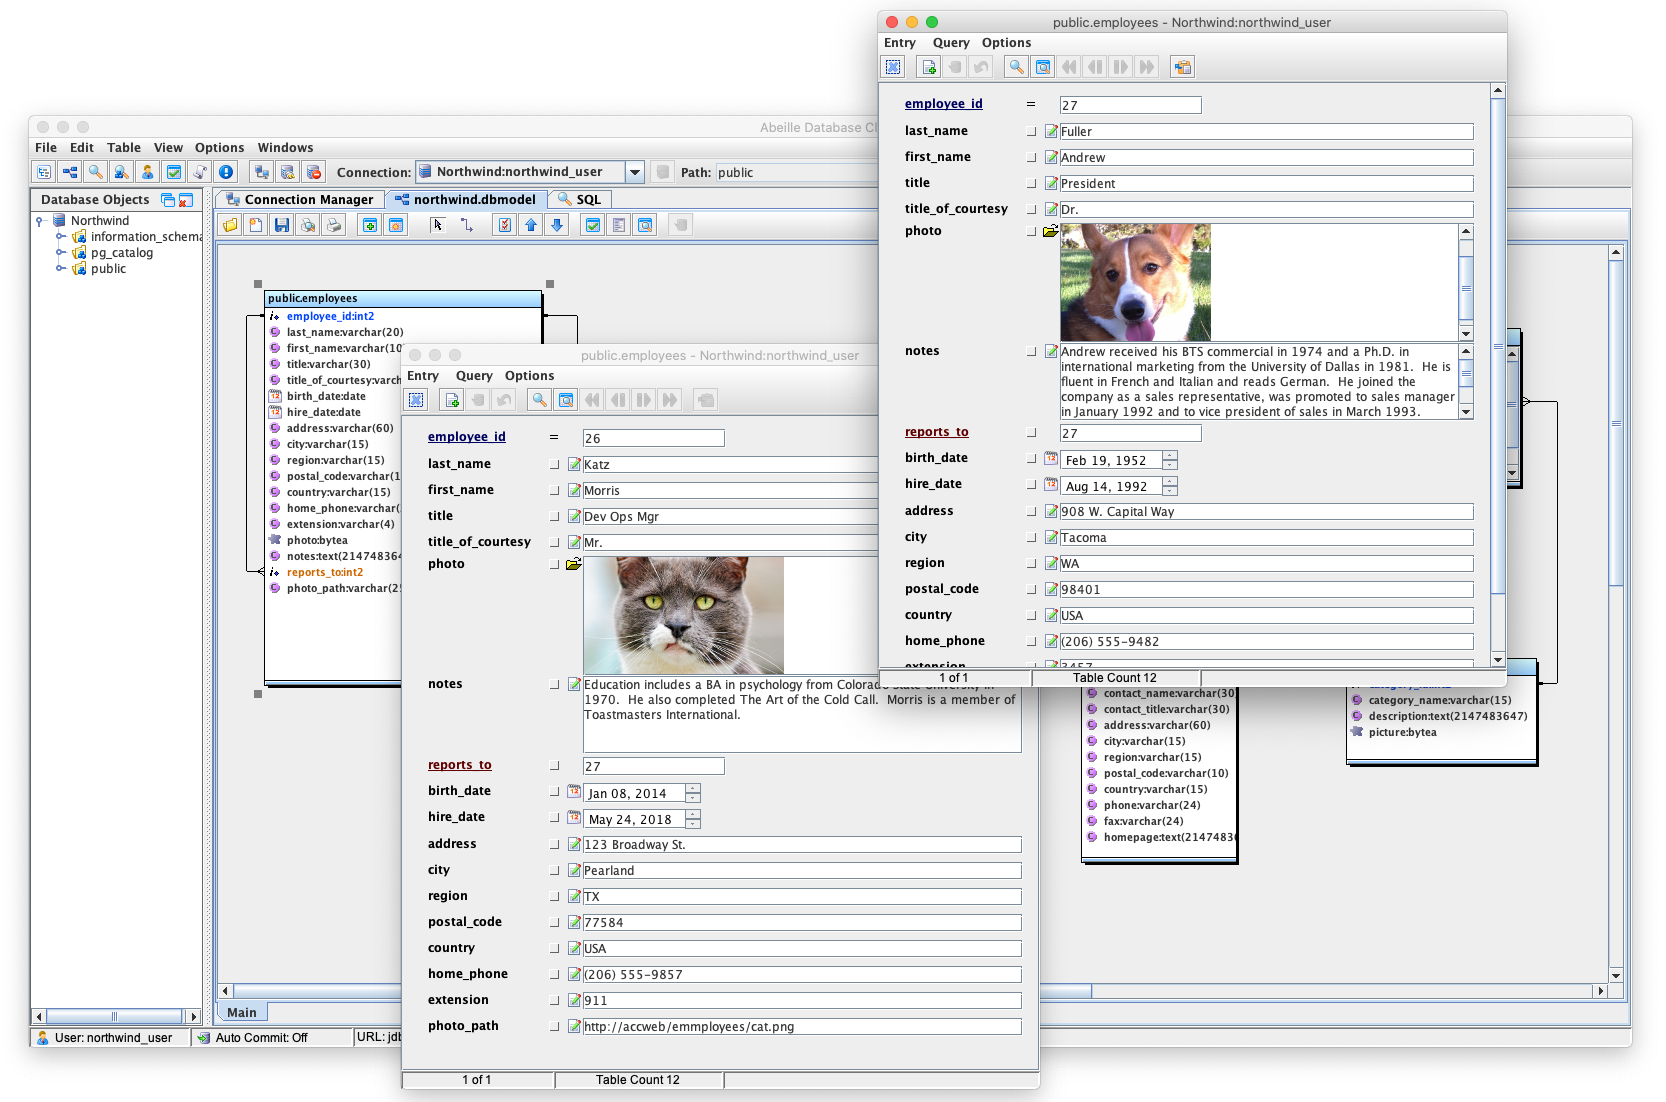 public.employees - Northwind:northwind_user
Entry Query Options
employee_id = 27
last_name Fuller
first_name Andrew
title President
title_of_courtesy Dr.
photo
notes Andrew received his BTS commercial in 1974 and a Ph.D. in
international marketing from the University of Dallas in 1981. He is
fluent in French and Italian and reads German. He joined the
company as a sales representative, was promoted to sales manager
in January 1992 and to vice president of sales in March 1993.
reports_to 27
birth_date Feb 19, 1952
hire_date Aug 14, 1992
address 908 W. Capital Way
city Tacoma
region WA
postal_code 98401
country USA
home_phone (206) 555-9482
extension 3457
1 of 1 Table Count 12
Abeille Database Cl
File Edit Table View Options Windows
Connection: Northwind:northwind_user Path: public
Database Objects
Northwind
information_schema
pg_catalog
public
Connection Manager northwind.dbmodel SQL
public.employees
employee_id:int2
last_name:varchar(20)
first_name:varchar(10
title:varchar(30)
title_of_courtesy:varch
birth_date:date
hire_date:date
address:varchar(60)
city:varchar(15)
region:varchar(15)
postal_code:varchar(1
country:varchar(15)
home_phone:varchar(
extension:varchar(4)
photo:bytea
notes:text(214748364
reports_to:int2
photo_path:varchar(2
public.employees - Northwind:northwind_user
Entry Query Options
employee_id = 26
last_name Katz
first_name Morris
title Dev Ops Mgr
title_of_courtesy Mr.
photo
notes Education includes a BA in psychology from Colorado State University in
1970. He also completed The Art of the Cold Call. Morris is a member of
Toastmasters International.
reports_to 27
birth_date Jan 08, 2014
hire_date May 24, 2018
address 123 Broadway St.
city Pearland
region TX
postal_code 77584
country USA
home_phone (206) 555-9857
extension 911
photo_path http://accweb/emmployees/cat.png
1 of 1 Table Count 12
contact_name:varchar(30
contact_title:varchar(30)
address:varchar(60)
city:varchar(15)
region:varchar(15)
postal_code:varchar(10)
country:varchar(15)
phone:varchar(24)
fax:varchar(24)
homepage:text(2147483
category_name:varchar(15)
description:text(2147483647)
picture:bytea
Main
User: northwind_user Auto Commit: Off URL: jdb